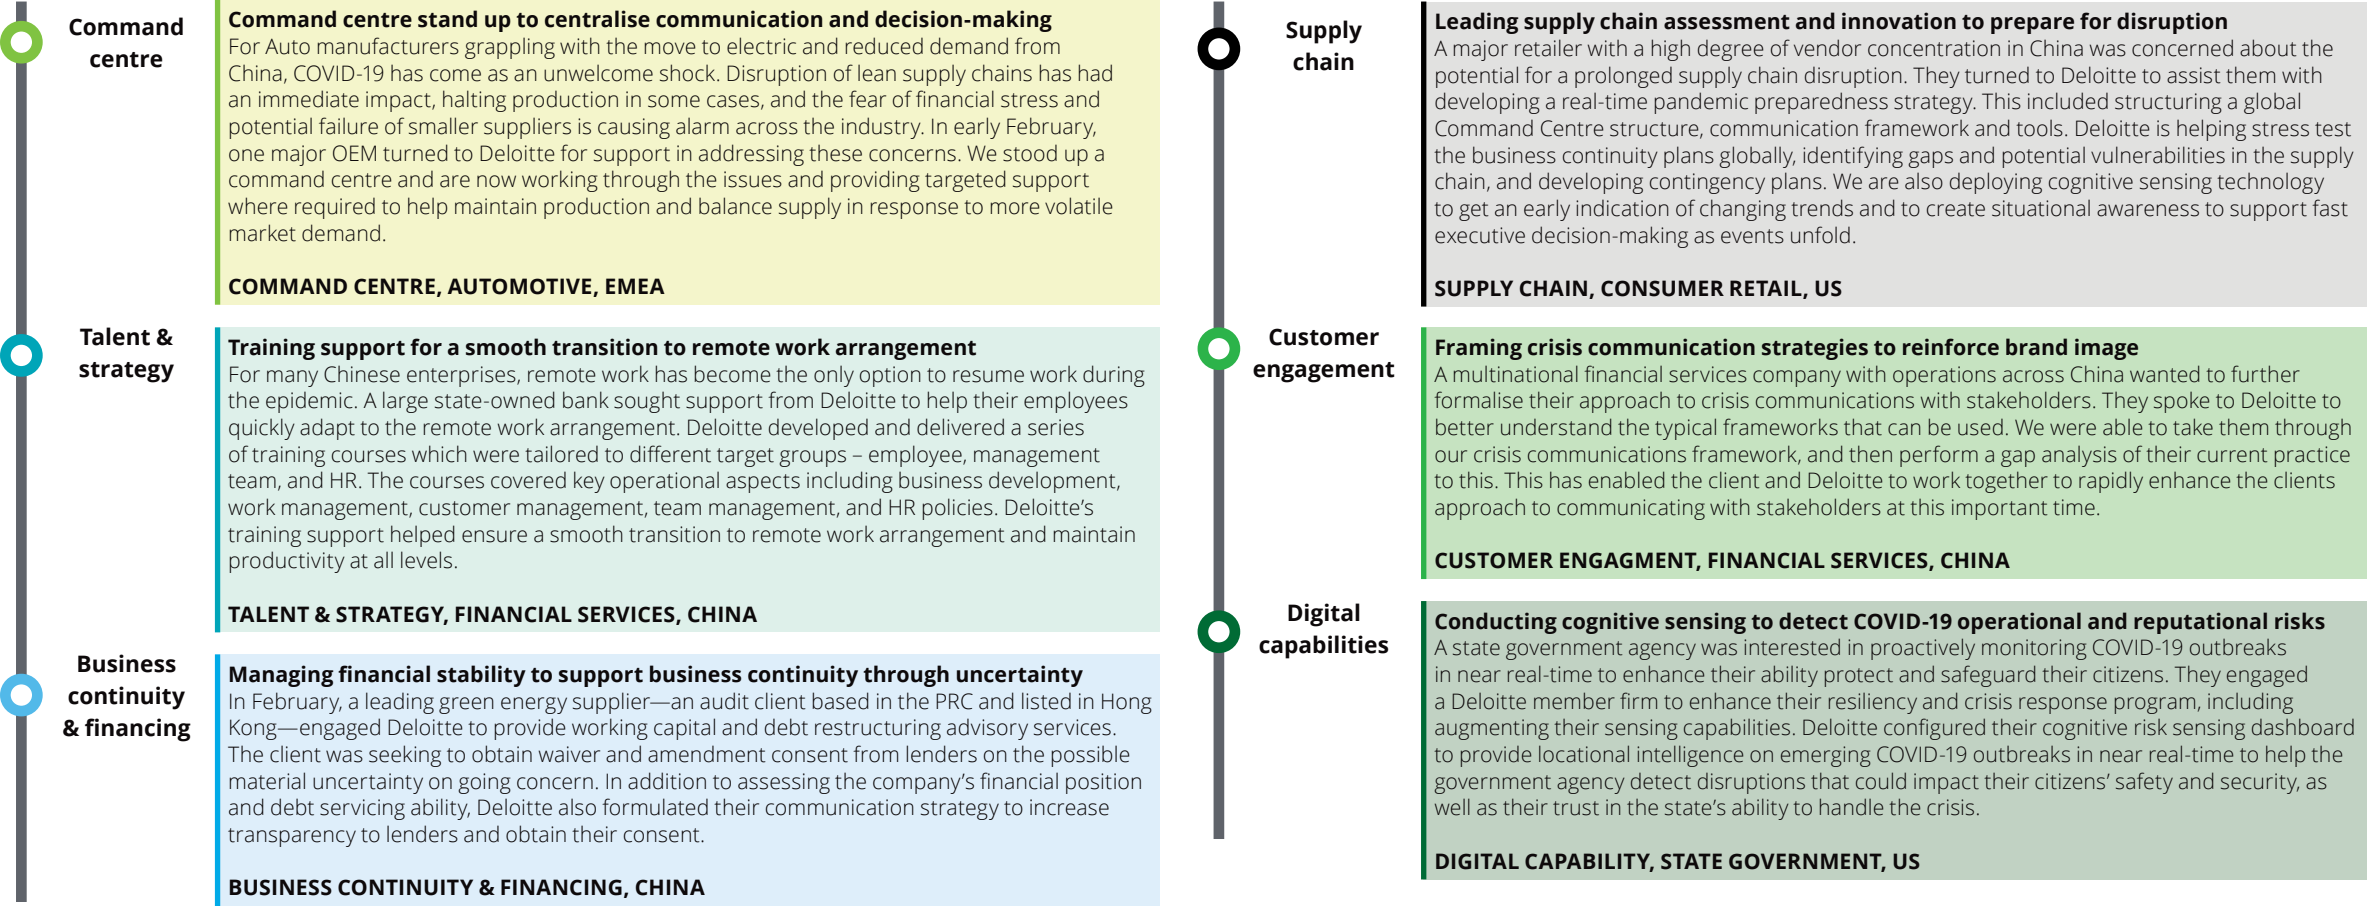 Command
centre
Command centre stand up to centralise communication and decision-making
For Auto manufacturers grappling with the move to electric and reduced demand from
China, COVID-19 has come as an unwelcome shock. Disruption of lean supply chains has had
an immediate impact, halting production in some cases, and the fear of financial stress and
potential failure of smaller suppliers is causing alarm across the industry. In early February,
one major OEM turned to Deloitte for support in addressing these concerns. We stood up a
command centre and are now working through the issues and providing targeted support
where required to help maintain production and balance supply in response to more volatile
market demand.
COMMAND CENTRE, AUTOMOTIVE, EMEA
Talent &
strategy
Training support for a smooth transition to remote work arrangement
For many Chinese enterprises, remote work has become the only option to resume work during
the epidemic. A large state-owned bank sought support from Deloitte to help their employees
quickly adapt to the remote work arrangement. Deloitte developed and delivered a series
of training courses which were tailored to different target groups – employee, management
team, and HR. The courses covered key operational aspects including business development,
work management, customer management, team management, and HR policies. Deloitte’s
training support helped ensure a smooth transition to remote work arrangement and maintain
productivity at all levels.
TALENT & STRATEGY, FINANCIAL SERVICES, CHINA
Business
continuity
& financing
Managing financial stability to support business continuity through uncertainty
In February, a leading green energy supplier—an audit client based in the PRC and listed in Hong
Kong—engaged Deloitte to provide working capital and debt restructuring advisory services.
The client was seeking to obtain waiver and amendment consent from lenders on the possible
material uncertainty on going concern. In addition to assessing the company’s financial position
and debt servicing ability, Deloitte also formulated their communication strategy to increase
transparency to lenders and obtain their consent.
BUSINESS CONTINUITY & FINANCING, CHINA
Supply
chain
Leading supply chain assessment and innovation to prepare for disruption
A major retailer with a high degree of vendor concentration in China was concerned about the
potential for a prolonged supply chain disruption. They turned to Deloitte to assist them with
developing a real-time pandemic preparedness strategy. This included structuring a global
Command Centre structure, communication framework and tools. Deloitte is helping stress test
the business continuity plans globally, identifying gaps and potential vulnerabilities in the supply
chain, and developing contingency plans. We are also deploying cognitive sensing technology
to get an early indication of changing trends and to create situational awareness to support fast
executive decision-making as events unfold.
SUPPLY CHAIN, CONSUMER RETAIL, US
Customer
engagement
Framing crisis communication strategies to reinforce brand image
A multinational financial services company with operations across China wanted to further
formalise their approach to crisis communications with stakeholders. They spoke to Deloitte to
better understand the typical frameworks that can be used. We were able to take them through
our crisis communications framework, and then perform a gap analysis of their current practice
to this. This has enabled the client and Deloitte to work together to rapidly enhance the clients
approach to communicating with stakeholders at this important time.
CUSTOMER ENGAGMENT, FINANCIAL SERVICES, CHINA
Digital
capabilities
Conducting cognitive sensing to detect COVID-19 operational and reputational risks
A state government agency was interested in proactively monitoring COVID-19 outbreaks
in near real-time to enhance their ability protect and safeguard their citizens. They engaged
a Deloitte member firm to enhance their resiliency and crisis response program, including
augmenting their sensing capabilities. Deloitte configured their cognitive risk sensing dashboard
to provide locational intelligence on emerging COVID-19 outbreaks in near real-time to help the
government agency detect disruptions that could impact their citizens’ safety and security, as
well as their trust in the state’s ability to handle the crisis.
DIGITAL CAPABILITY, STATE GOVERNMENT, US